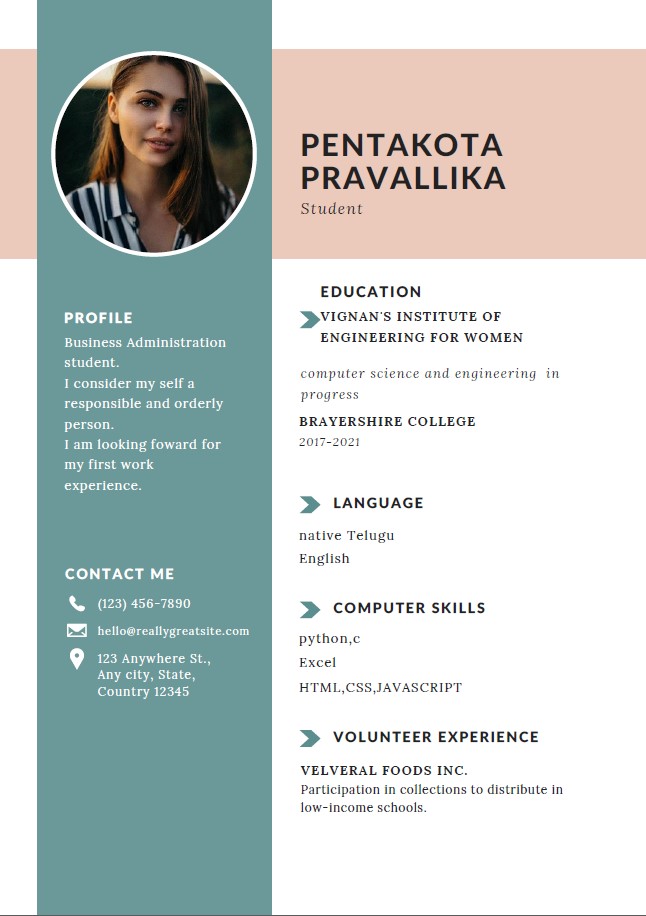 PENTAKOTA
PRAVALLIKA
Student
PROFILE
Business Administration
student.
I consider my self a
responsible and orderly
person.
I am looking foward for
my first work
experience.
CONTACT ME
(123) 456-7890
hello@reallygreatsite.com
123 Anywhere St.,
Any city, State,
Country 12345
EDUCATION
VIGNAN'S INSTITUTE OF
ENGINEERING FOR WOMEN
computer science and engineering in
progress
BRAYERSHIRE COLLEGE
2017-2021
LANGUAGE
native Telugu
English
COMPUTER SKILLS
python,c
Excel
HTML,CSS,JAVASCRIPT
VOLUNTEER EXPERIENCE
VELVERAL FOODS INC.
Participation in collections to distribute in
low-income schools.